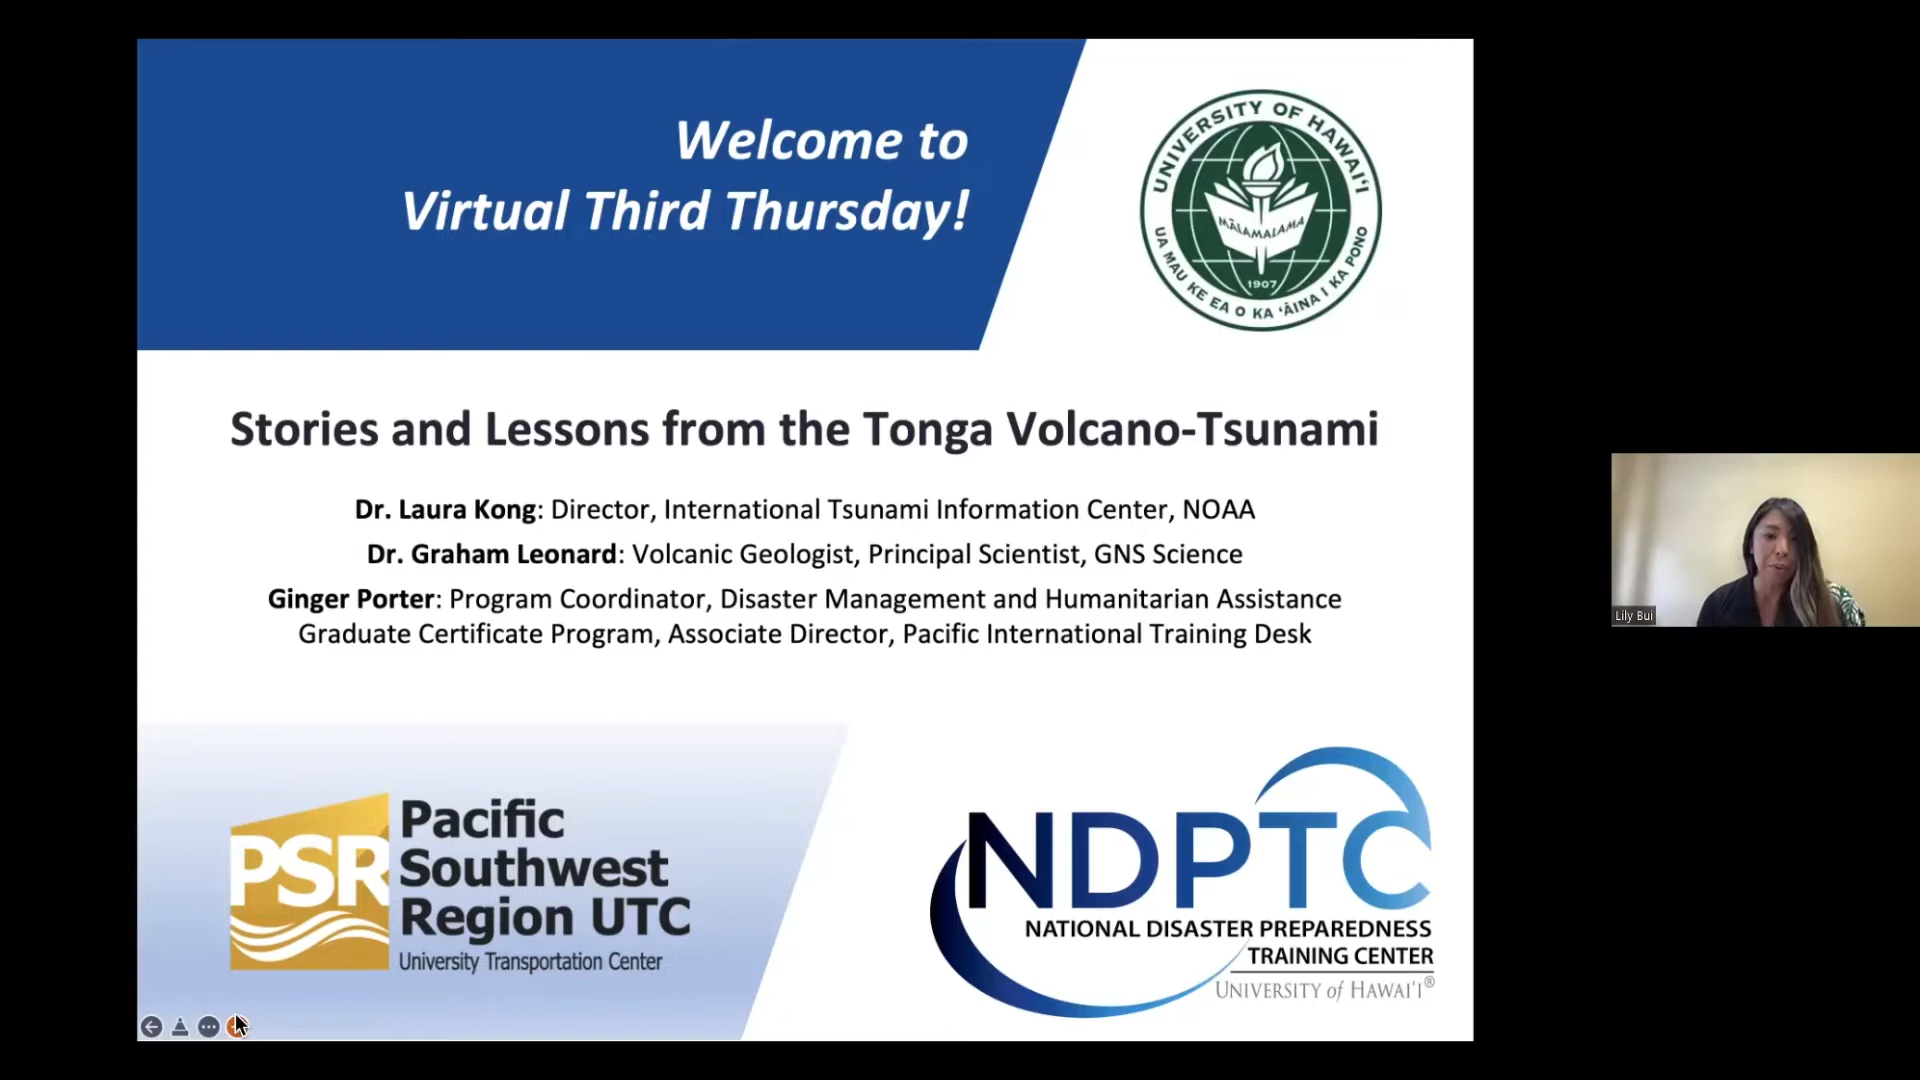 Welcome to
Virtual Third Thursday!
UNIVERSITY OF HAWAIʻI
MĀLAMALAMA
1907
UA MAU KE EA O KA ʻĀINA I KA PONO
Stories and Lessons from the Tonga Volcano-Tsunami
Dr. Laura Kong: Director, International Tsunami Information Center, NOAA
Dr. Graham Leonard: Volcanic Geologist, Principal Scientist, GNS Science
Ginger Porter: Program Coordinator, Disaster Management and Humanitarian Assistance
Graduate Certificate Program, Associate Director, Pacific International Training Desk
Lily Bui
PSR
Pacific
Southwest
Region UTC
University Transportation Center
NDPTC
NATIONAL DISASTER PREPAREDNESS
TRAINING CENTER
UNIVERSITY of HAWAI'I®